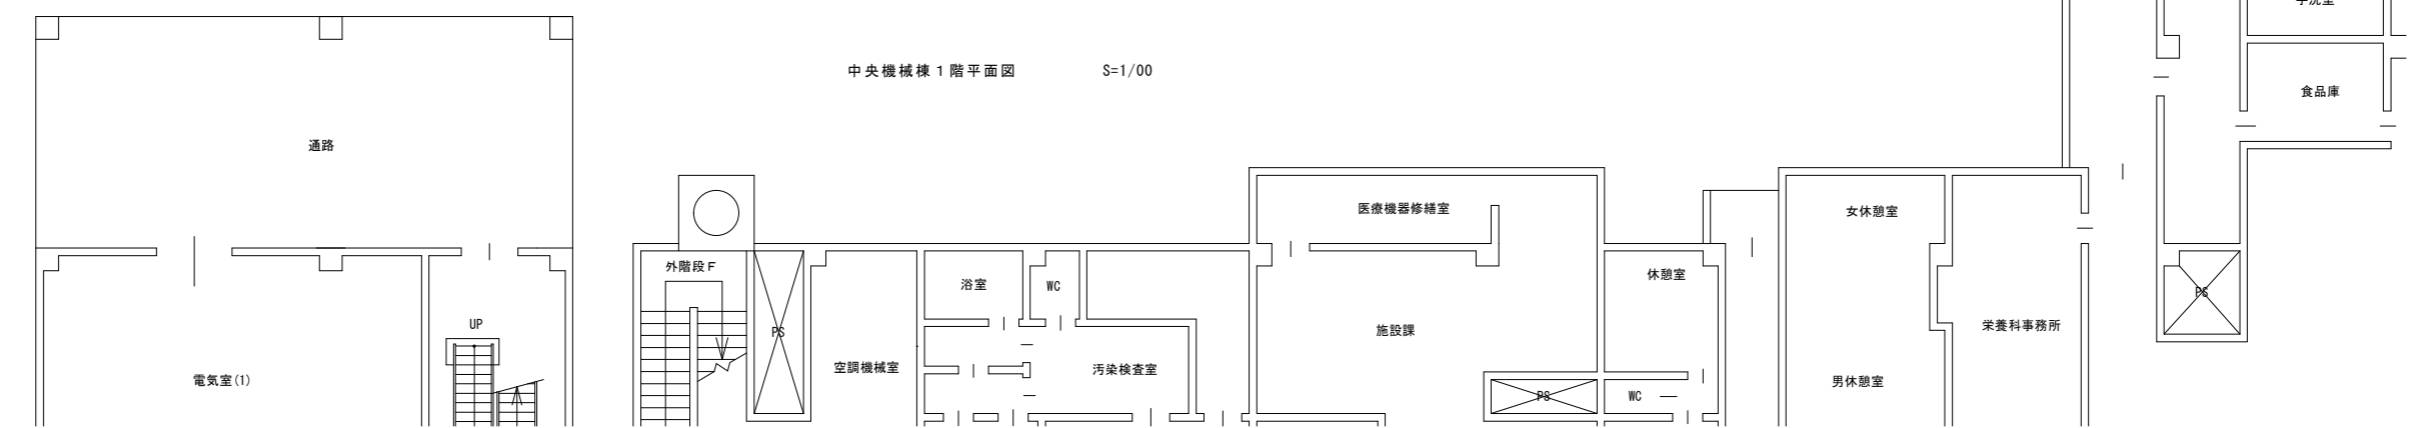 中央機械棟１階平面図 S=1/00
食品庫
通路
医療機器修繕室
女休憩室
外階段Ｆ
休憩室
浴室
WC
PS
UP
PS
施設課
栄養科事務所
空調機械室
汚染検査室
電気室(1)
男休憩室
PS
WC